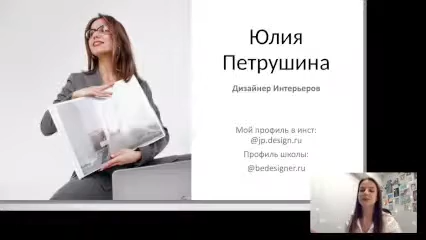 Юлия
Петрушина
Дизайнер Интерьеров
Мой профиль в инст:
@jp.design.ru
Профиль школы:
@bedesigner.ru